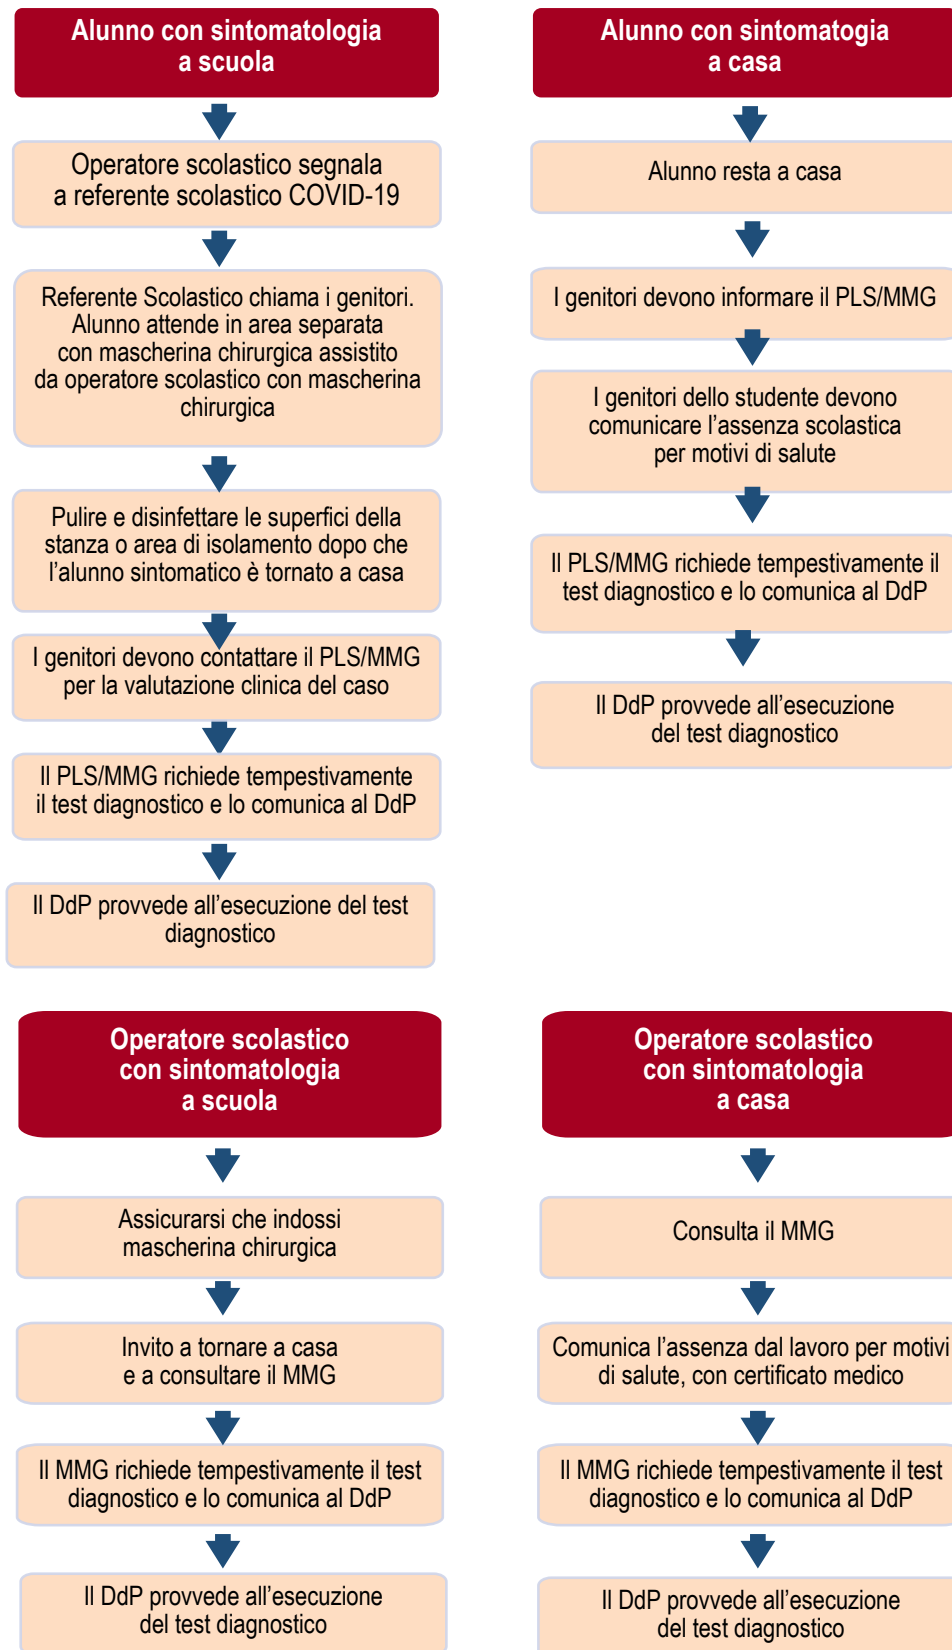 Alunno con sintomatologia
a scuola
Operatore scolastico segnala
a referente scolastico COVID-19
Referente Scolastico chiama i genitori.
Alunno attende in area separata
con mascherina chirurgica assistito
da operatore scolastico con mascherina
chirurgica
Pulire e disinfettare le superfici della
stanza o area di isolamento dopo che
l’alunno sintomatico è tornato a casa
I genitori devono contattare il PLS/MMG
per la valutazione clinica del caso
Il PLS/MMG richiede tempestivamente
il test diagnostico e lo comunica al DdP
Il DdP provvede all’esecuzione del test
diagnostico
Alunno con sintomatogia
a casa
Alunno resta a casa
I genitori devono informare il PLS/MMG
I genitori dello studente devono
comunicare l’assenza scolastica
per motivi di salute
Il PLS/MMG richiede tempestivamente il
test diagnostico e lo comunica al DdP
Il DdP provvede all’esecuzione
del test diagnostico
Operatore scolastico
con sintomatologia
a scuola
Assicurarsi che indossi
mascherina chirurgica
Invito a tornare a casa
e a consultare il MMG
Il MMG richiede tempestivamente il test
diagnostico e lo comunica al DdP
Il DdP provvede all’esecuzione
del test diagnostico
Operatore scolastico
con sintomatologia
a casa
Consulta il MMG
Comunica l’assenza dal lavoro per motivi
di salute, con certificato medico
Il MMG richiede tempestivamente il test
diagnostico e lo comunica al DdP
Il DdP provvede all’esecuzione
del test diagnostico